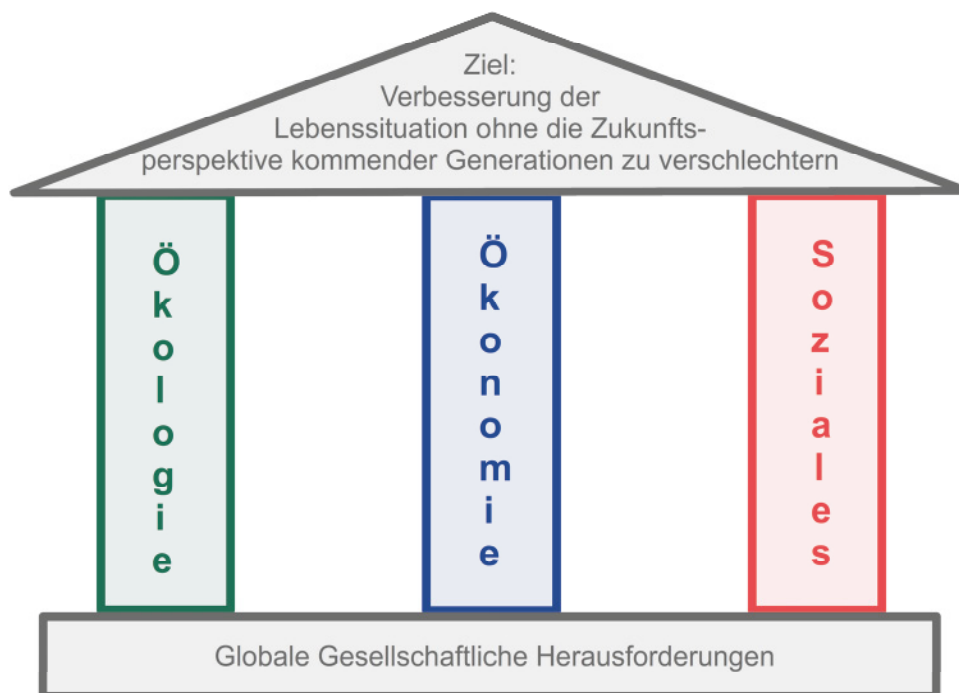 Ziel:
Verbesserung der
Lebenssituation ohne die Zukunfts-
perspektive kommender Generationen zu verschlechtern
Ökologie
Ökonomie
Soziales
Globale Gesellschaftliche Herausforderungen